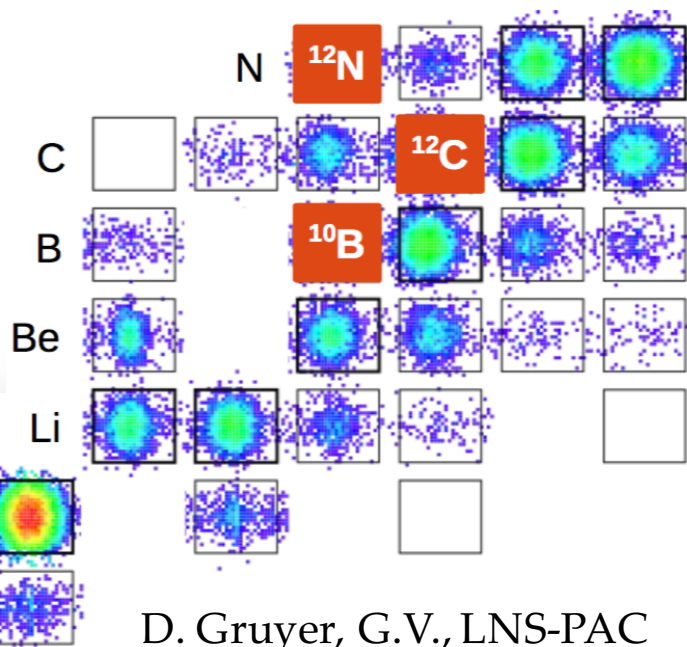 N ¹²N
C ¹²C
B ¹⁰B
Be
Li
D. Gruyer, G.V., LNS-PAC